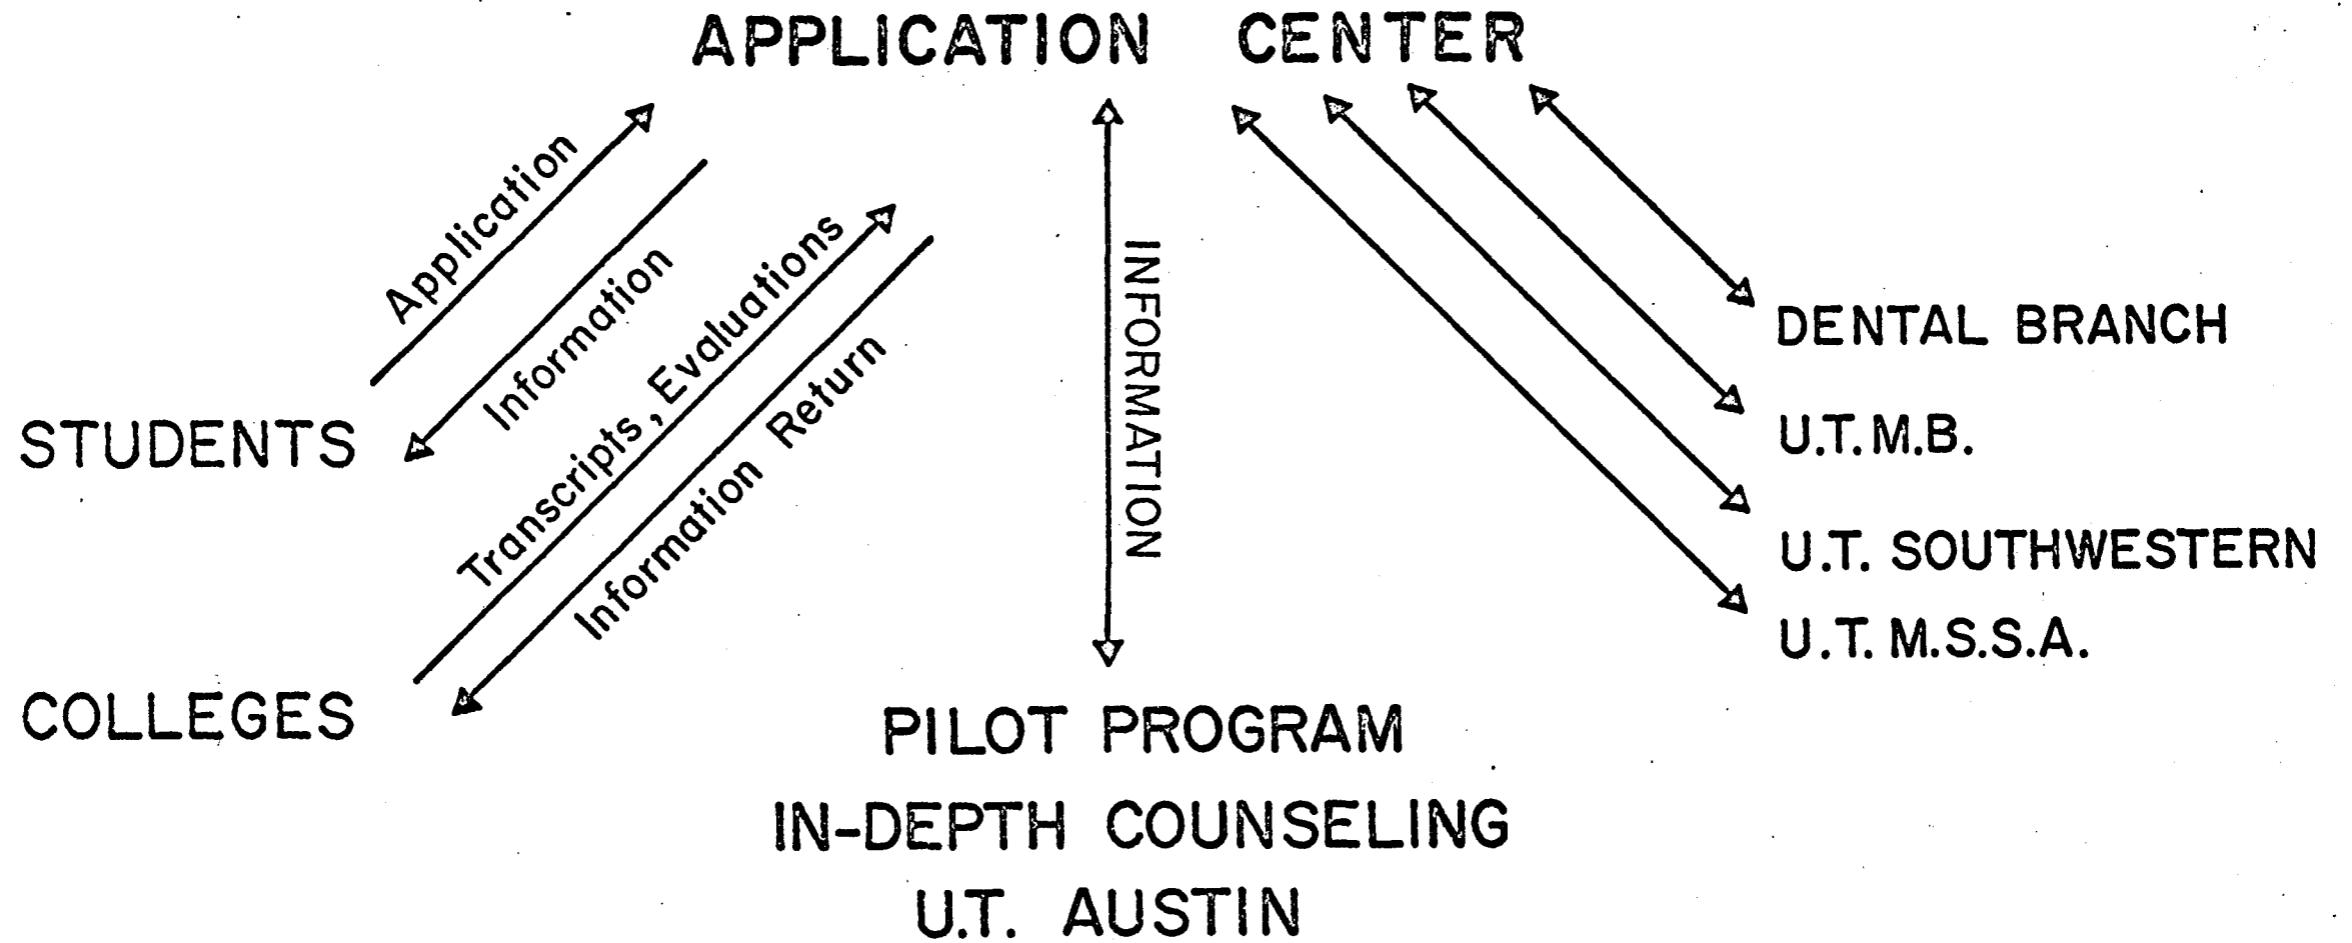 APPLICATION CENTER
Application
Information
Transcripts, Evaluations
Information Return
INFORMATION
STUDENTS
COLLEGES
DENTAL BRANCH
U.T.M.B.
U.T. SOUTHWESTERN
U.T. M.S.S.A.
PILOT PROGRAM
IN-DEPTH COUNSELING
U.T. AUSTIN